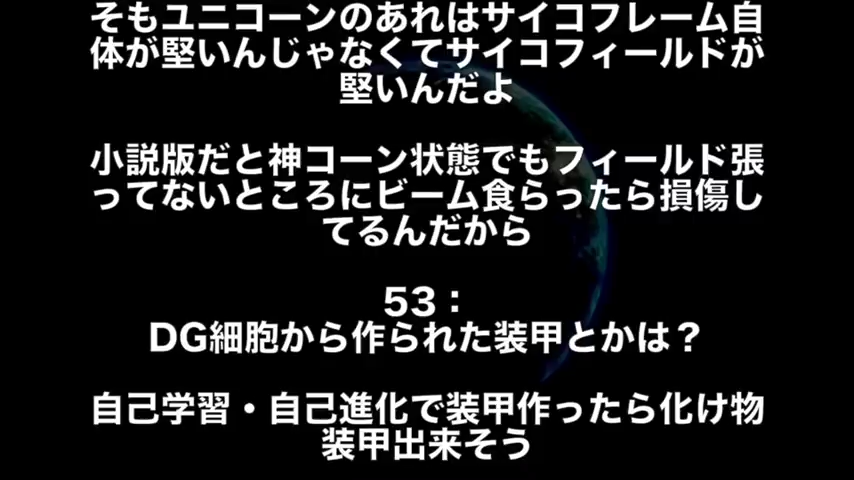 そもユニコーンのあれはサイコフレーム自
体が堅いんじゃなくてサイコフィールドが
堅いんだよ
小説版だと神コーン状態でもフィールド張
ってないところにビーム食らったら損傷し
てるんだから
53：
DG細胞から作られた装甲とかは？
自己学習・自己進化で装甲作ったら化け物
装甲出来そう